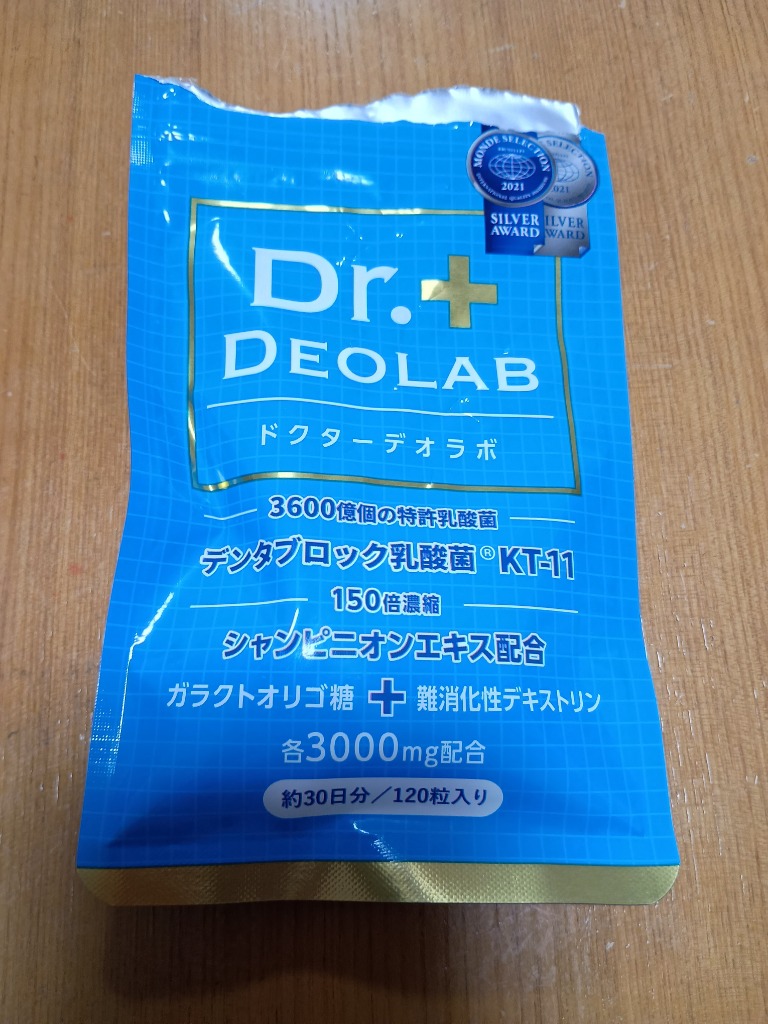 MONDE SELECTION
2021
SILVER
AWARD
SELECTION
2021
ILVER
WARD
Dr.+
DEOLAB
ドクターデオラボ
3600億個の特許乳酸菌
デンタブロック乳酸菌® KT-11
150倍濃縮
シャンピニオンエキス配合
ガラクトオリゴ糖 + 難消化性デキストリン
各3000mg配合
約30日分/120粒入り